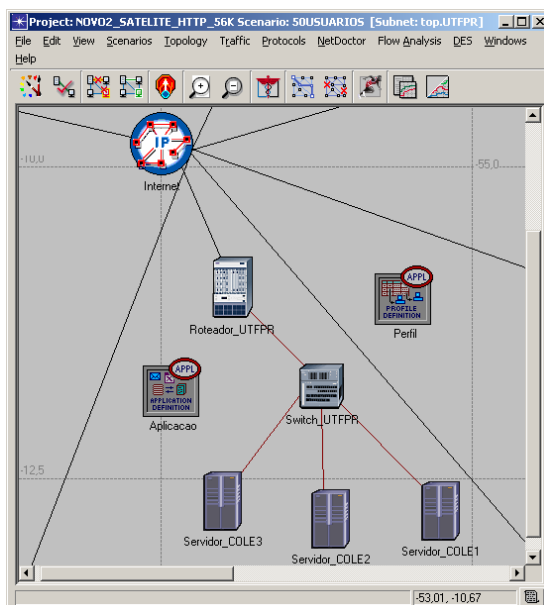 Project: NOVO2_SATELITE_HTTP_56K Scenario: 50USUARIOS [Subnet: top.UTFPR]
File Edit View Scenarios Topology Traffic Protocols NetDoctor Flow Analysis DES Windows
Help
IP
Internet
-10,0
-55,0
Roteador_UTFPR
APPL
PROFILE
DEFINITION
Perfil
APPL
APPLICATION
DEFINITION
Aplicacao
Switch_UTFPR
-12,5
Servidor_COLE3
Servidor_COLE2
Servidor_COLE1
-53,01, -10,67